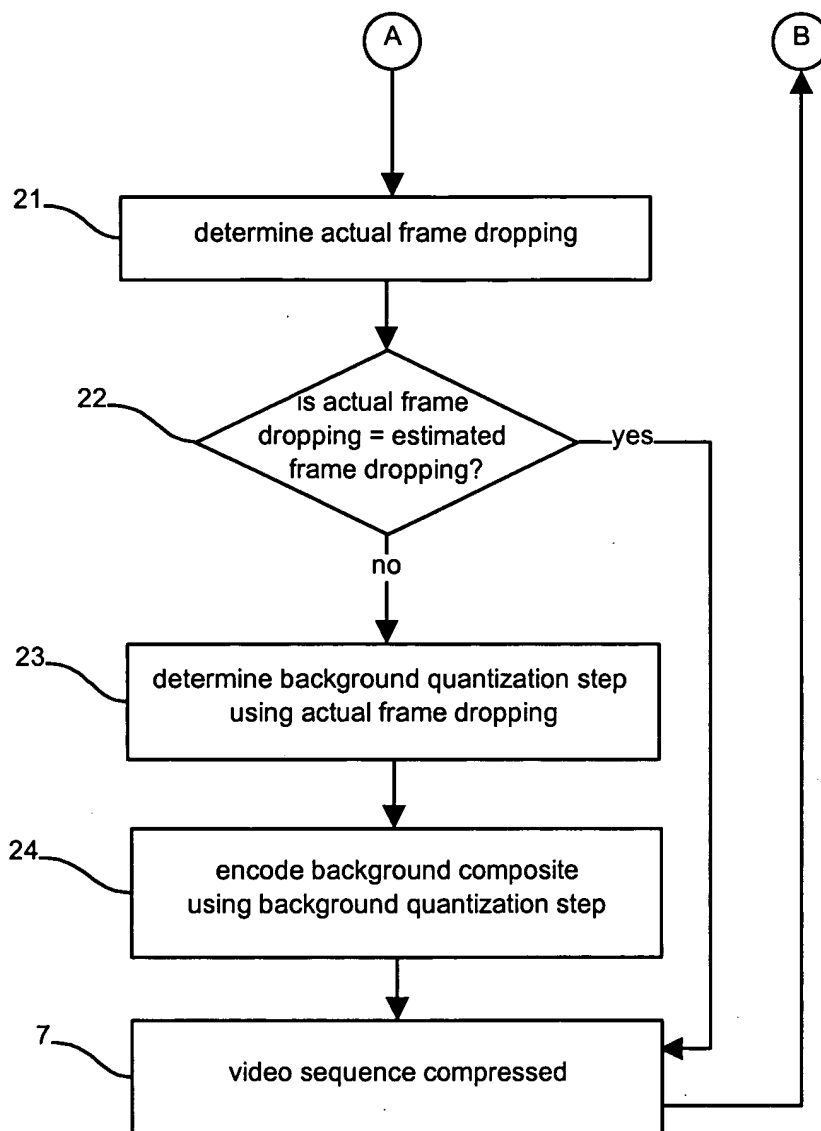 A
B
21
determine actual frame dropping
22
is actual frame
dropping = estimated
frame dropping?
yes
no
23
determine background quantization step
using actual frame dropping
24
encode background composite
using background quantization step
7
video sequence compressed